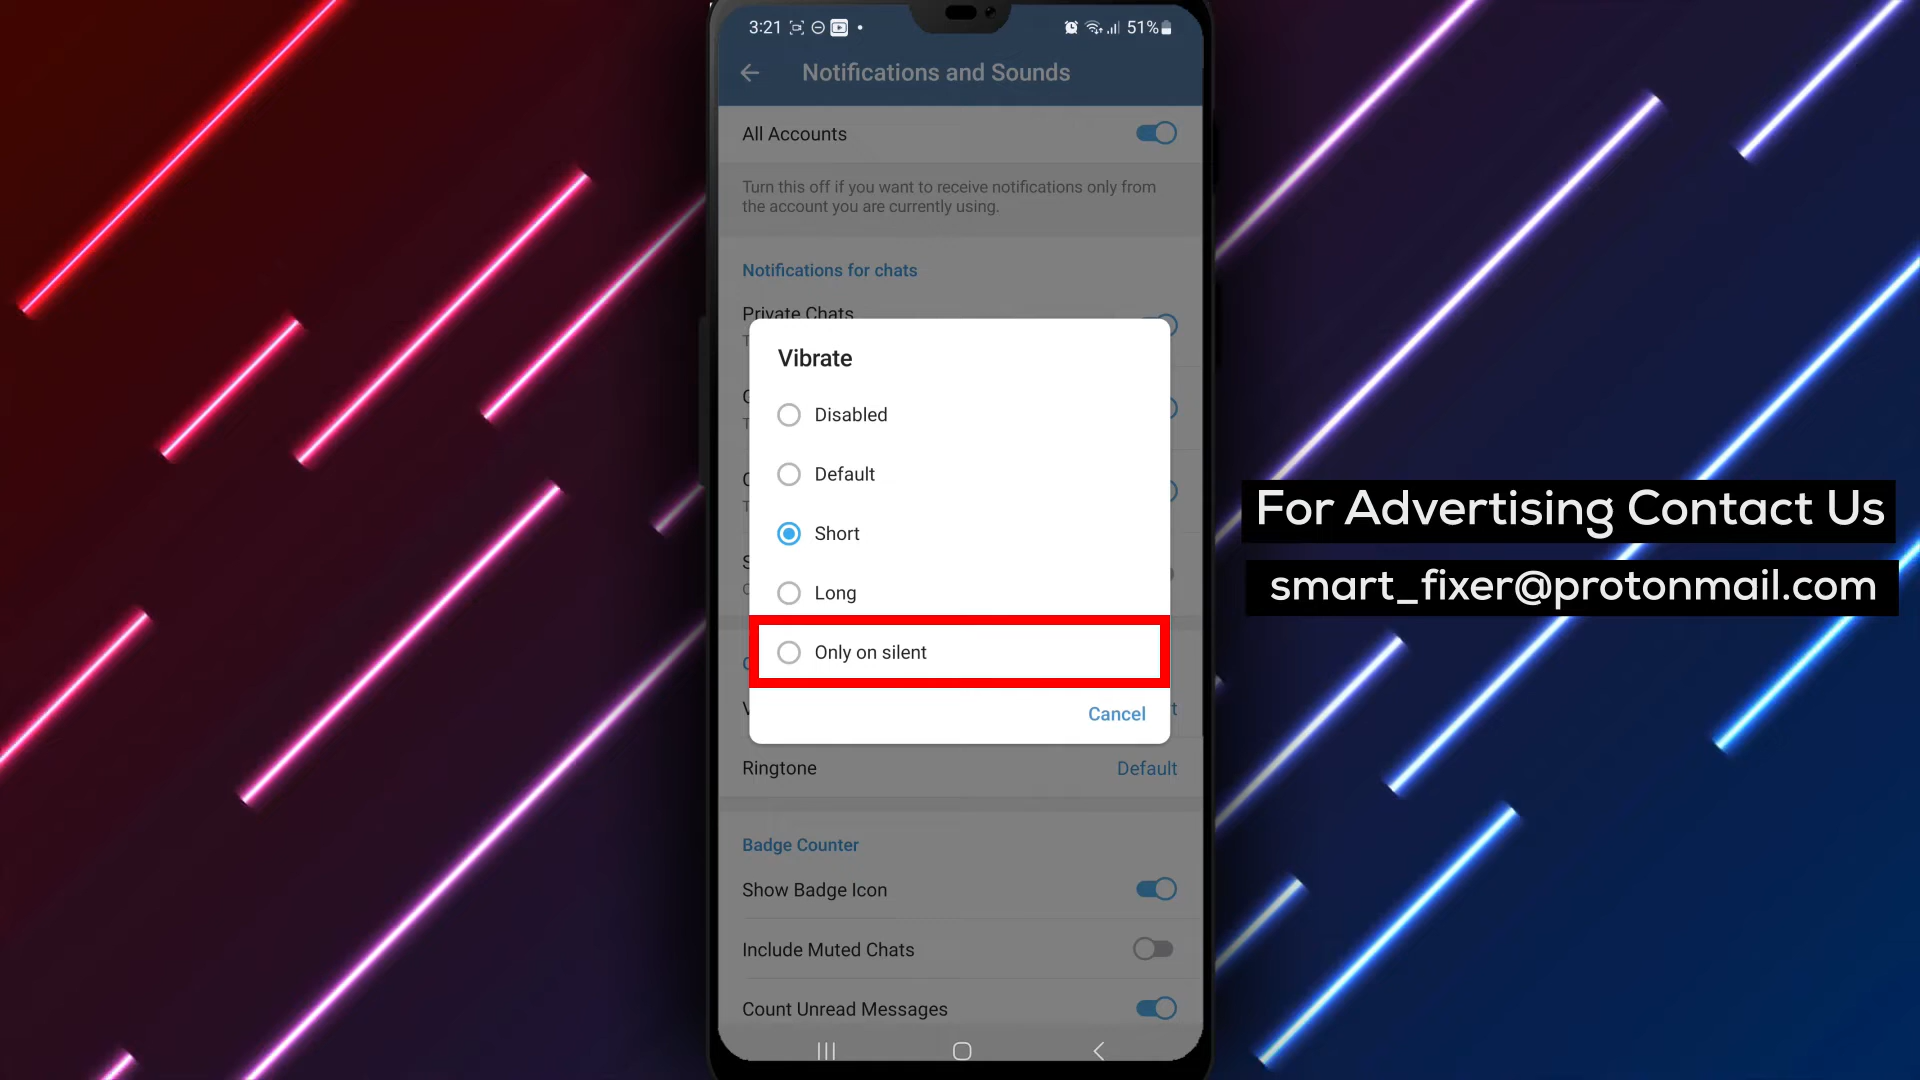 3:21
51%
Notifications and Sounds
All Accounts
Turn this off if you want to receive notifications only from
the account you are currently using.
Notifications for chats
Private Chats
Vibrate
Disabled
Default
Short
Long
Only on silent
Cancel
Ringtone
Default
Badge Counter
Show Badge Icon
Include Muted Chats
Count Unread Messages
For Advertising Contact Us
smart_fixer@protonmail.com